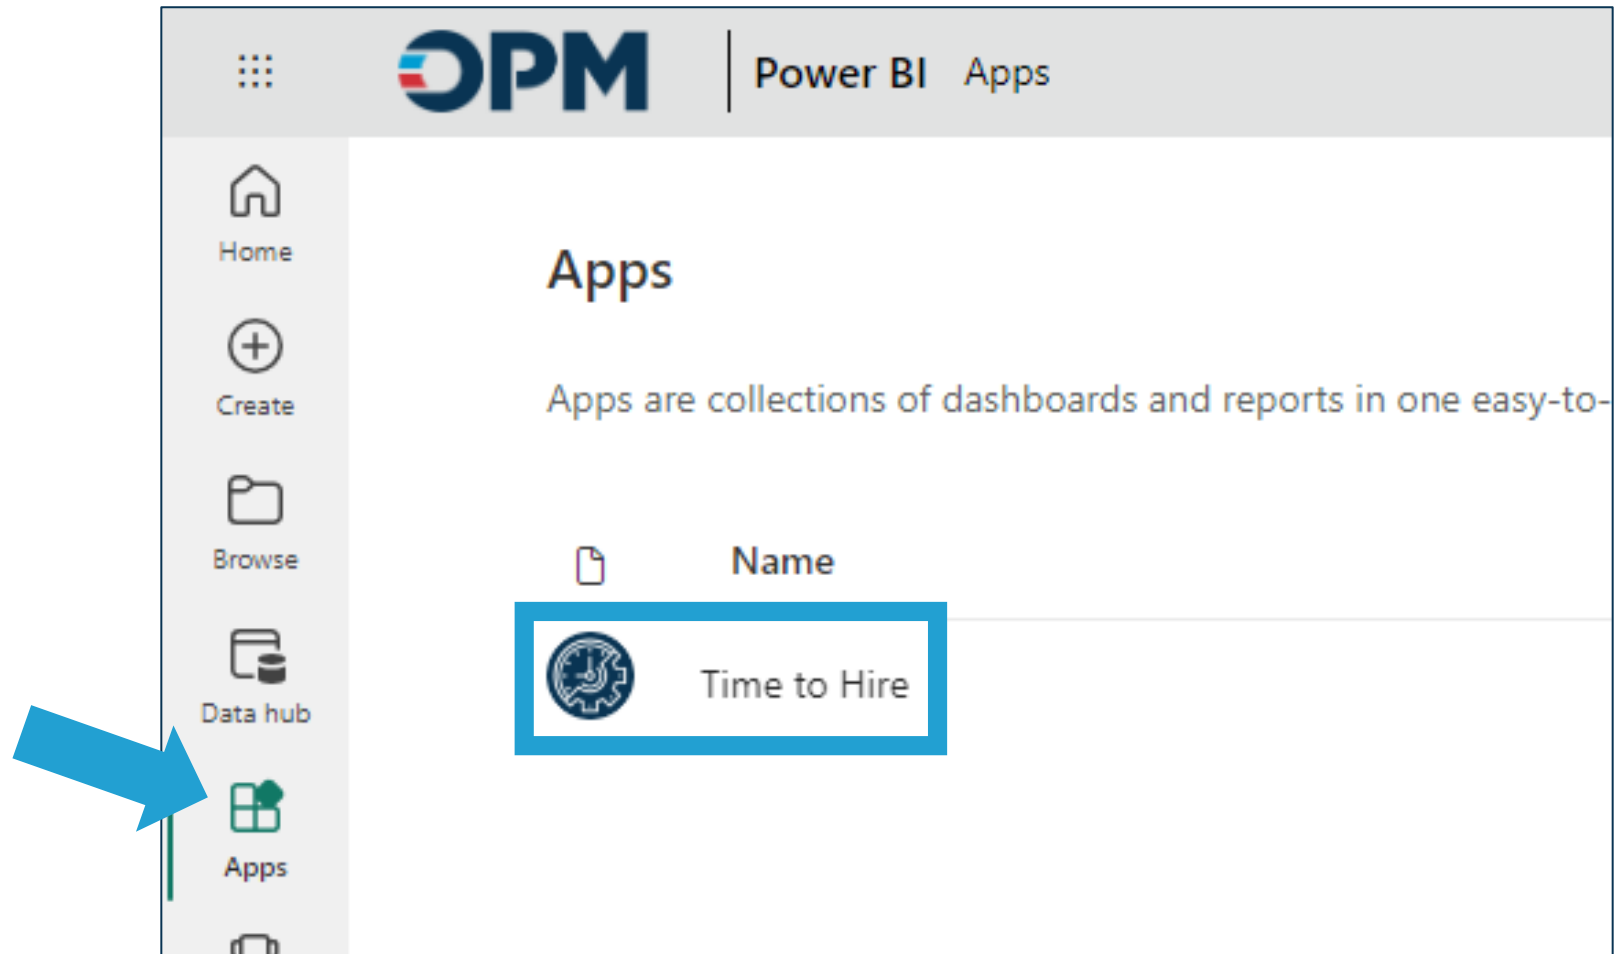 OPM
Power BI Apps
Home
Create
Browse
Data hub
Apps
Apps
Apps are collections of dashboards and reports in one easy-to-
Name
Time to Hire